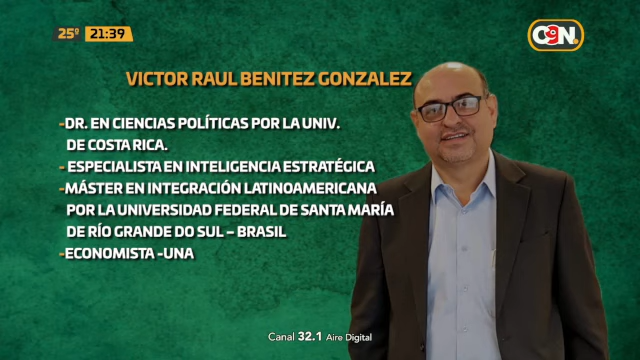 25º 21:39
C9N.
VICTOR RAUL BENITEZ GONZALEZ
-DR. EN CIENCIAS POLÍTICAS POR LA UNIV.
DE COSTA RICA.
- ESPECIALISTA EN INTELIGENCIA ESTRATÉGICA
-MÁSTER EN INTEGRACIÓN LATINOAMERICANA
POR LA UNIVERSIDAD FEDERAL DE SANTA MARÍA
DE RÍO GRANDE DO SUL – BRASIL
-ECONOMISTA -UNA
Canal 32.1 Aire Digital